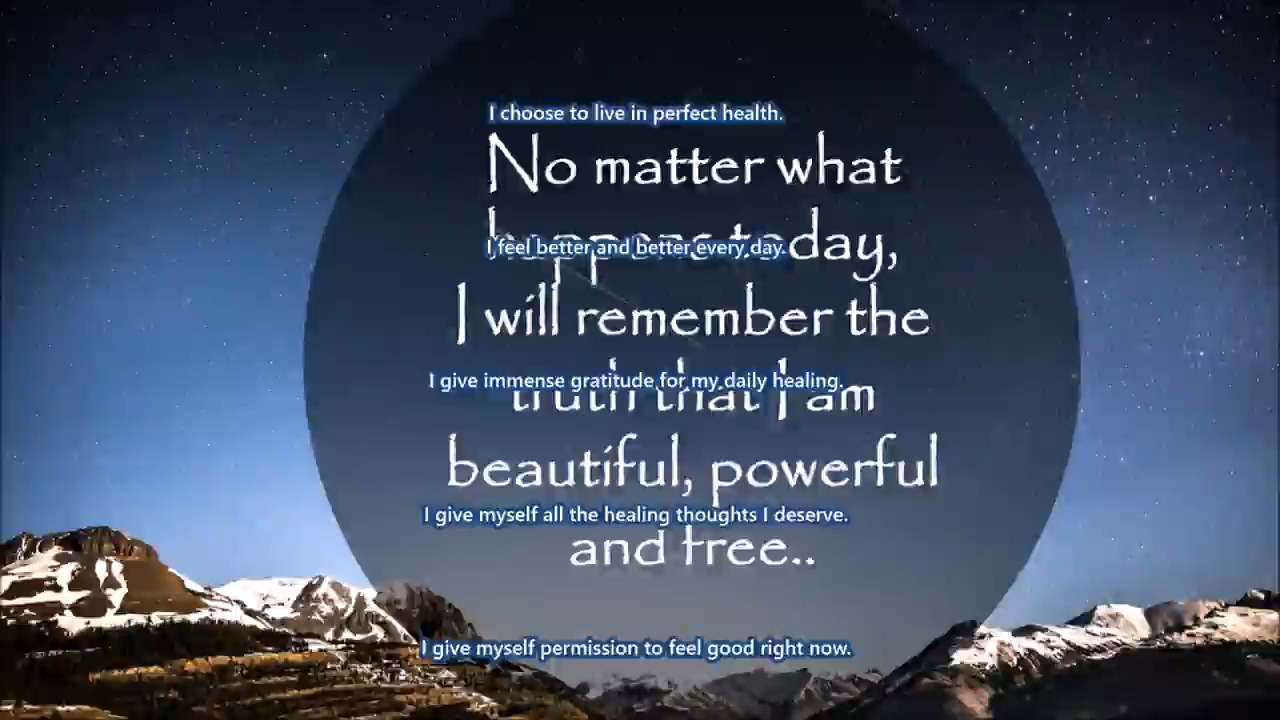 I choose to live in perfect health.
No matter what
happens today,
I feel better and better every day.
I will remember the
I give immense gratitude for my daily healing.
truth that I am
beautiful, powerful
I give myself all the healing thoughts I deserve.
and free..
I give myself permission to feel good right now.